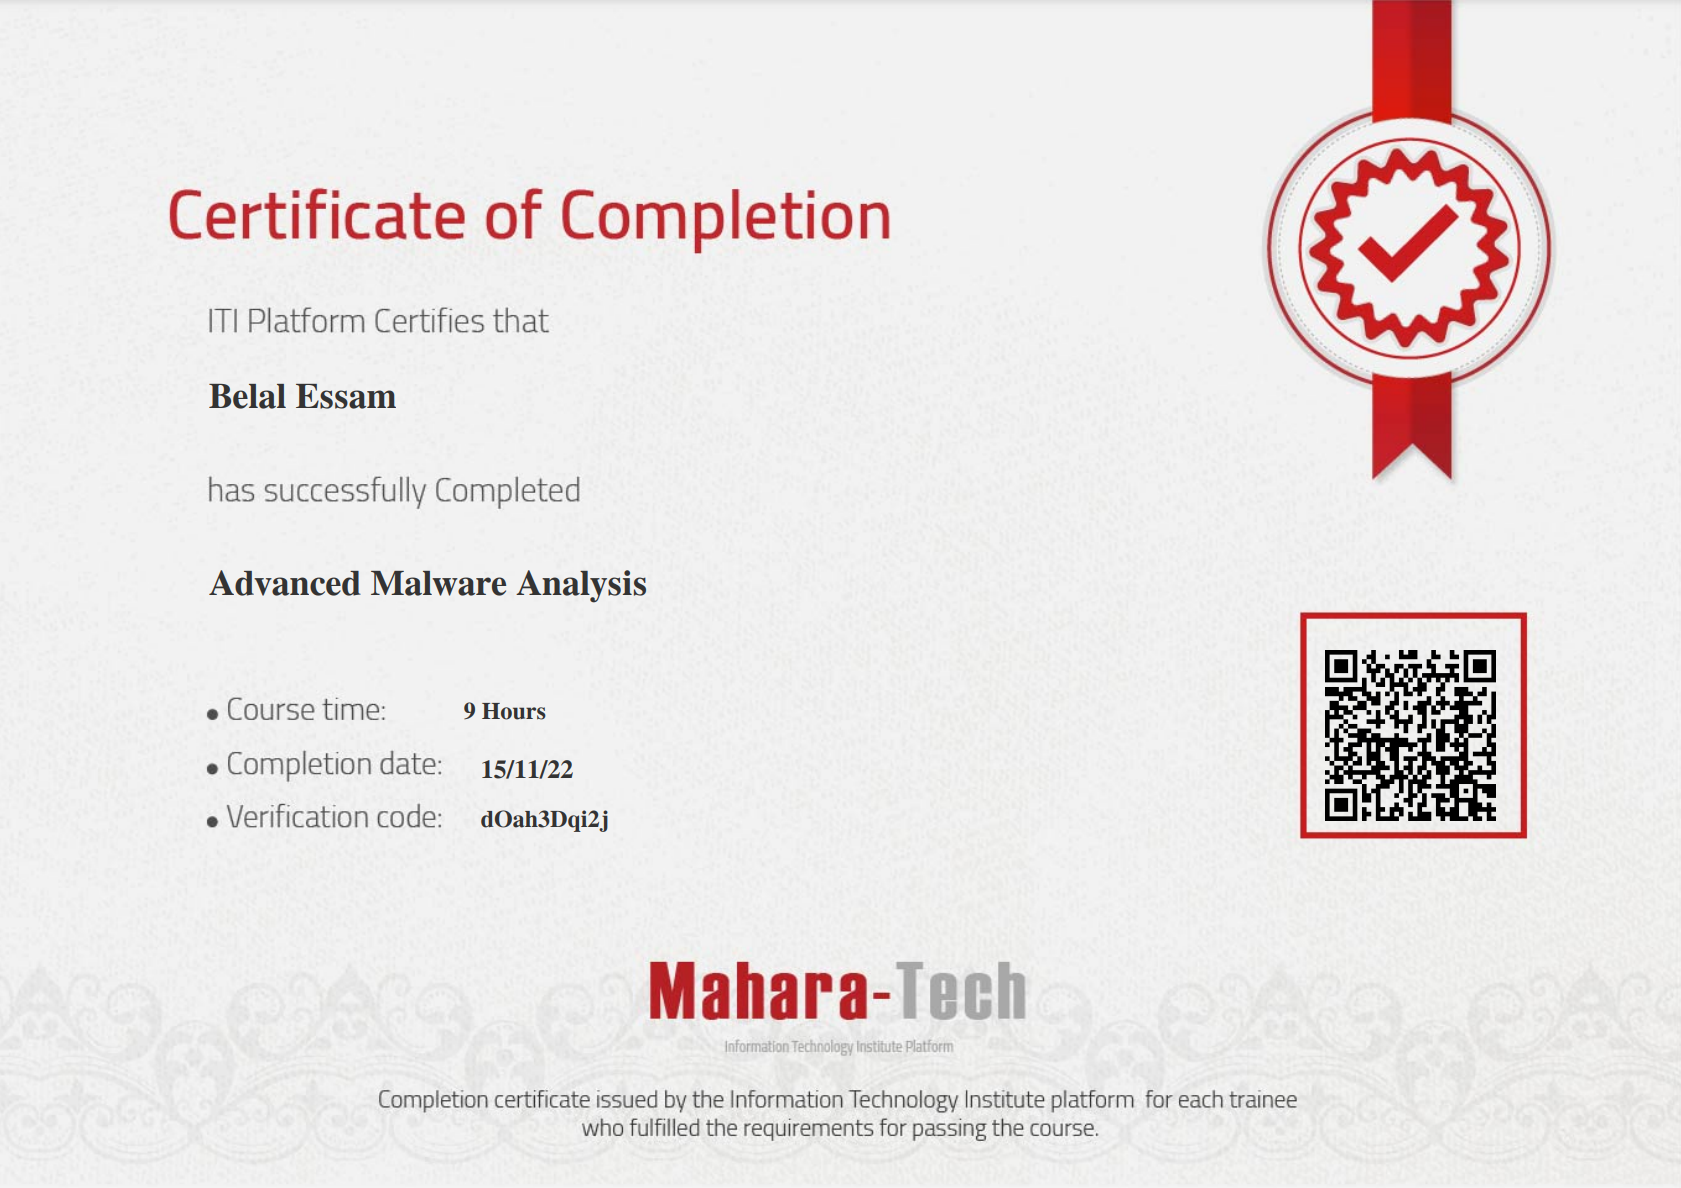 Certificate of Completion
ITI Platform Certifies that
Belal Essam
has successfully Completed
Advanced Malware Analysis
• Course time: 9 Hours
• Completion date: 15/11/22
• Verification code: dOah3Dqi2j
Mahara-Tech
Information Technology Institute Platform
Completion certificate issued by the Information Technology Institute platform for each trainee
who fulfilled the requirements for passing the course.